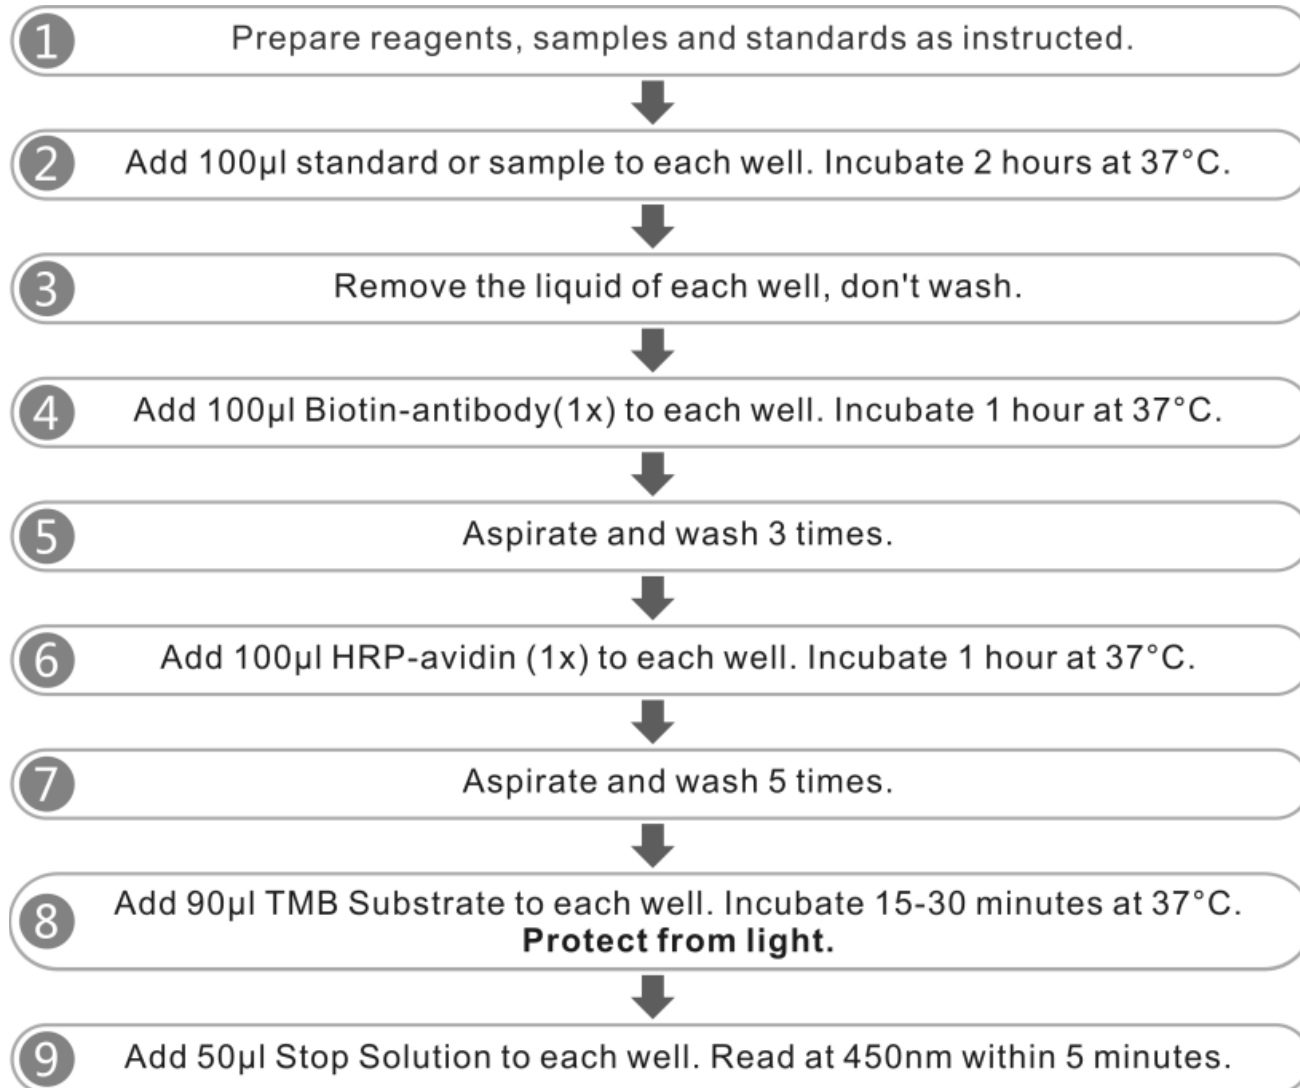 1 Prepare reagents, samples and standards as instructed.
2 Add 100μl standard or sample to each well. Incubate 2 hours at 37°C.
3 Remove the liquid of each well, don't wash.
4 Add 100μl Biotin-antibody(1x) to each well. Incubate 1 hour at 37°C.
5 Aspirate and wash 3 times.
6 Add 100μl HRP-avidin (1x) to each well. Incubate 1 hour at 37°C.
7 Aspirate and wash 5 times.
8 Add 90μl TMB Substrate to each well. Incubate 15-30 minutes at 37°C.
Protect from light.
9 Add 50μl Stop Solution to each well. Read at 450nm within 5 minutes.